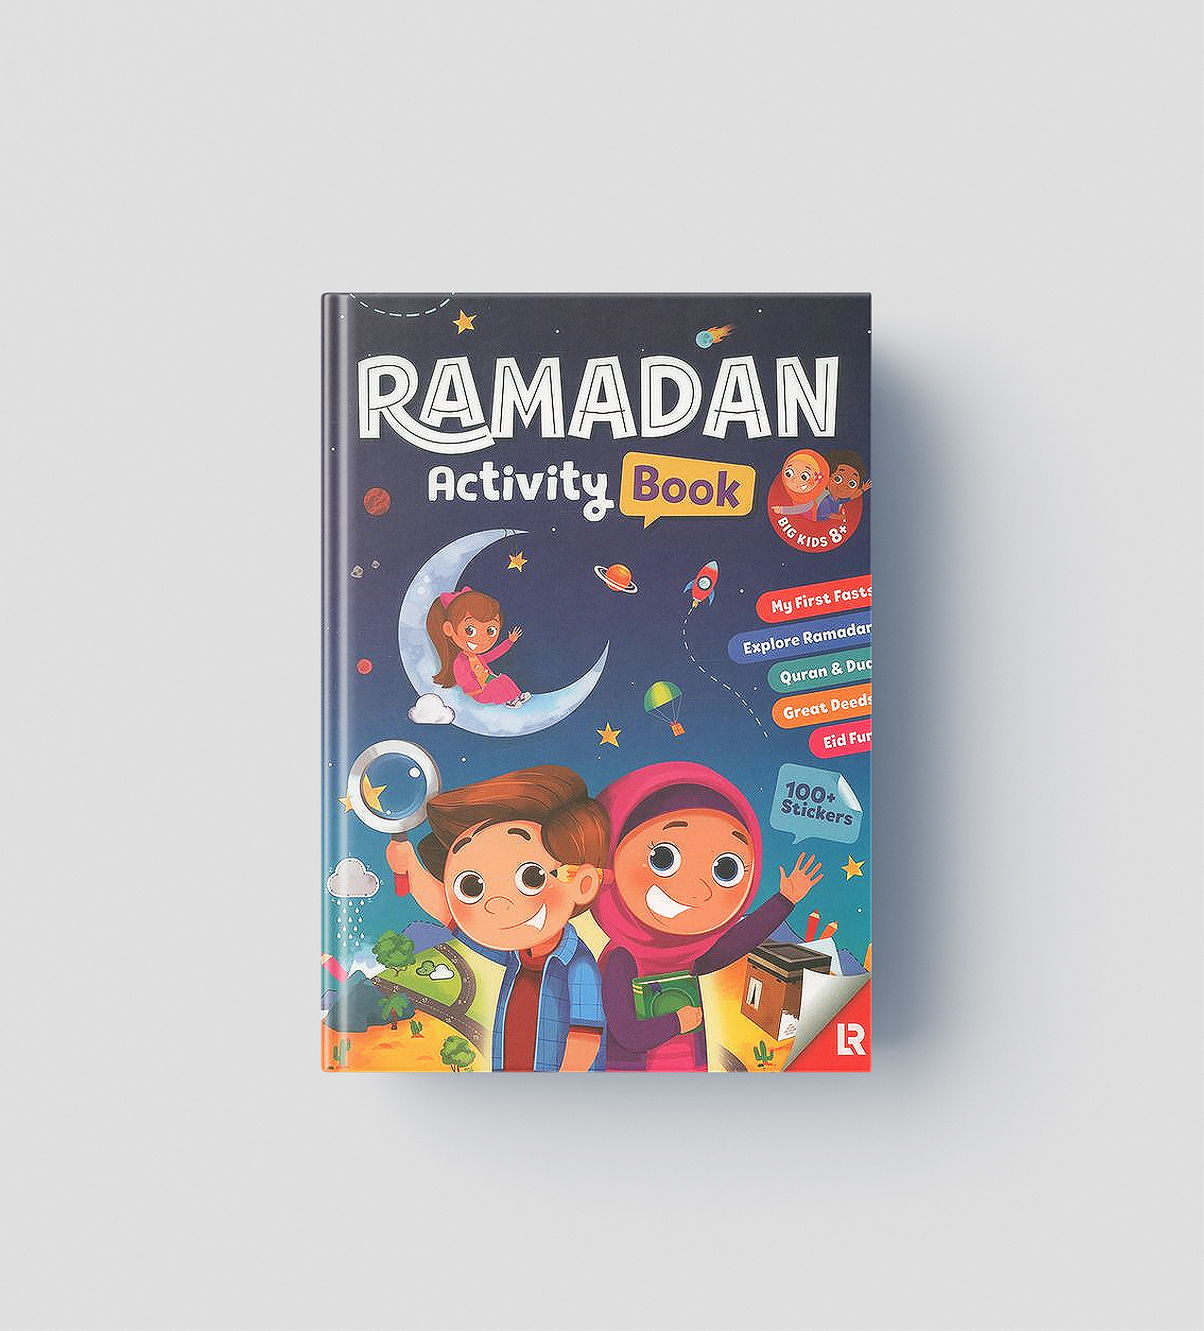 RAMADAN
Activity Book
BIG KIDS 8+
My First Fasts
Explore Ramadan
Quran & Dua
Great Deeds
Eid Fun
100+
Stickers
LR